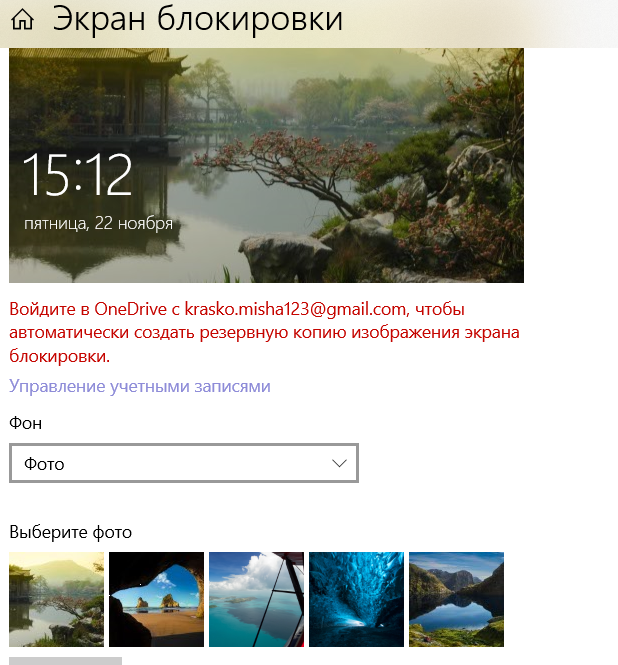 Экран блокировки
15:12
пятница, 22 ноября
Войдите в OneDrive с krasko.misha123@gmail.com, чтобы
автоматически создать резервную копию изображения экрана
блокировки.
Управление учетными записями
Фон
Фото
Выберите фото